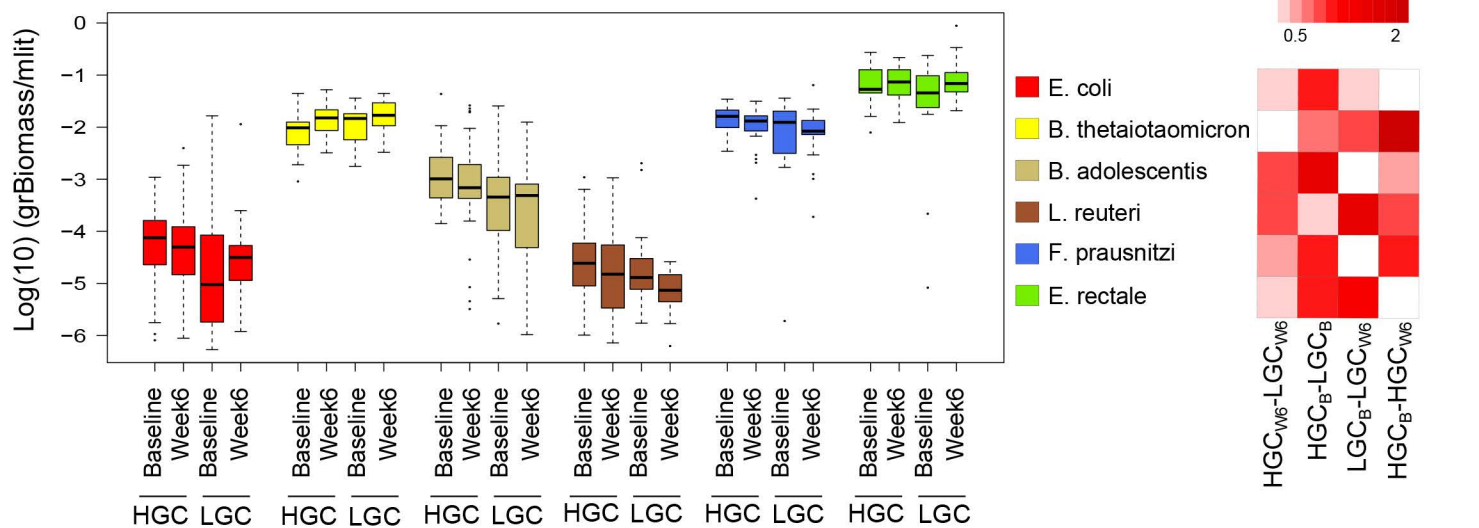 Log(10) (grBiomass/mlit)
0
−1
−2
−3
−4
−5
−6
Baseline
Week6
Baseline
Week6
Baseline
Week6
Baseline
Week6
Baseline
Week6
Baseline
Week6
Baseline
Week6
Baseline
Week6
Baseline
Week6
Baseline
Week6
Baseline
Week6
Baseline
Week6
HGC LGC
HGC LGC
HGC LGC
HGC LGC
HGC LGC
HGC LGC
E. coli
B. thetaiotaomicron
B. adolescentis
L. reuteri
F. prausnitzi
E. rectale
0.5 2
HGCW6-LGCW6
HGCB-LGCB
LGCB-LGCW6
HGCB-HGCW6